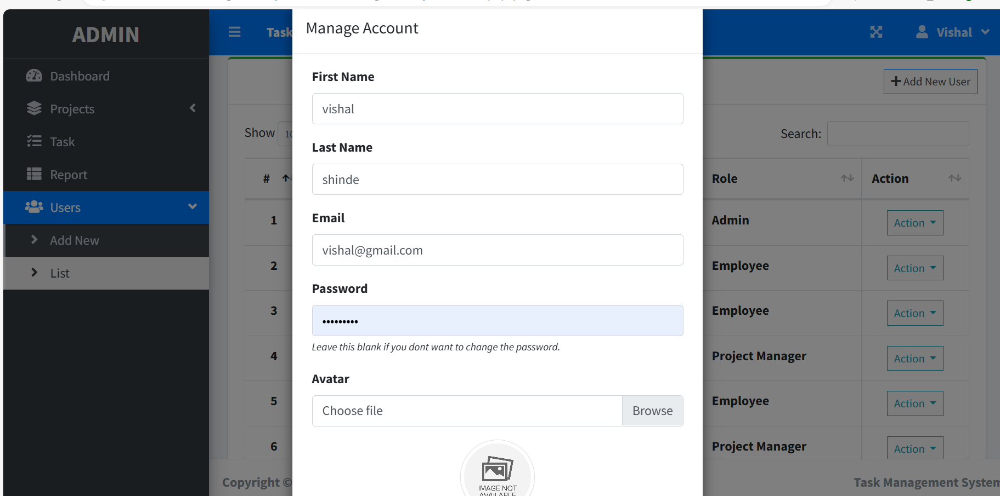 ADMIN
Dashboard
Projects
Task
Report
Users
Add New
List
Task
Vishal
Add New User
Show 10
Search:
#
Role
Action
1
Admin
Action
2
Employee
Action
3
Employee
Action
4
Project Manager
Action
5
Employee
Action
6
Project Manager
Action
Copyright ©
Task Management System
Manage Account
First Name
vishal
Last Name
shinde
Email
vishal@gmail.com
Password
•••••••••
Leave this blank if you dont want to change the password.
Avatar
Choose file
Browse
IMAGE NOT
AVAILABLE